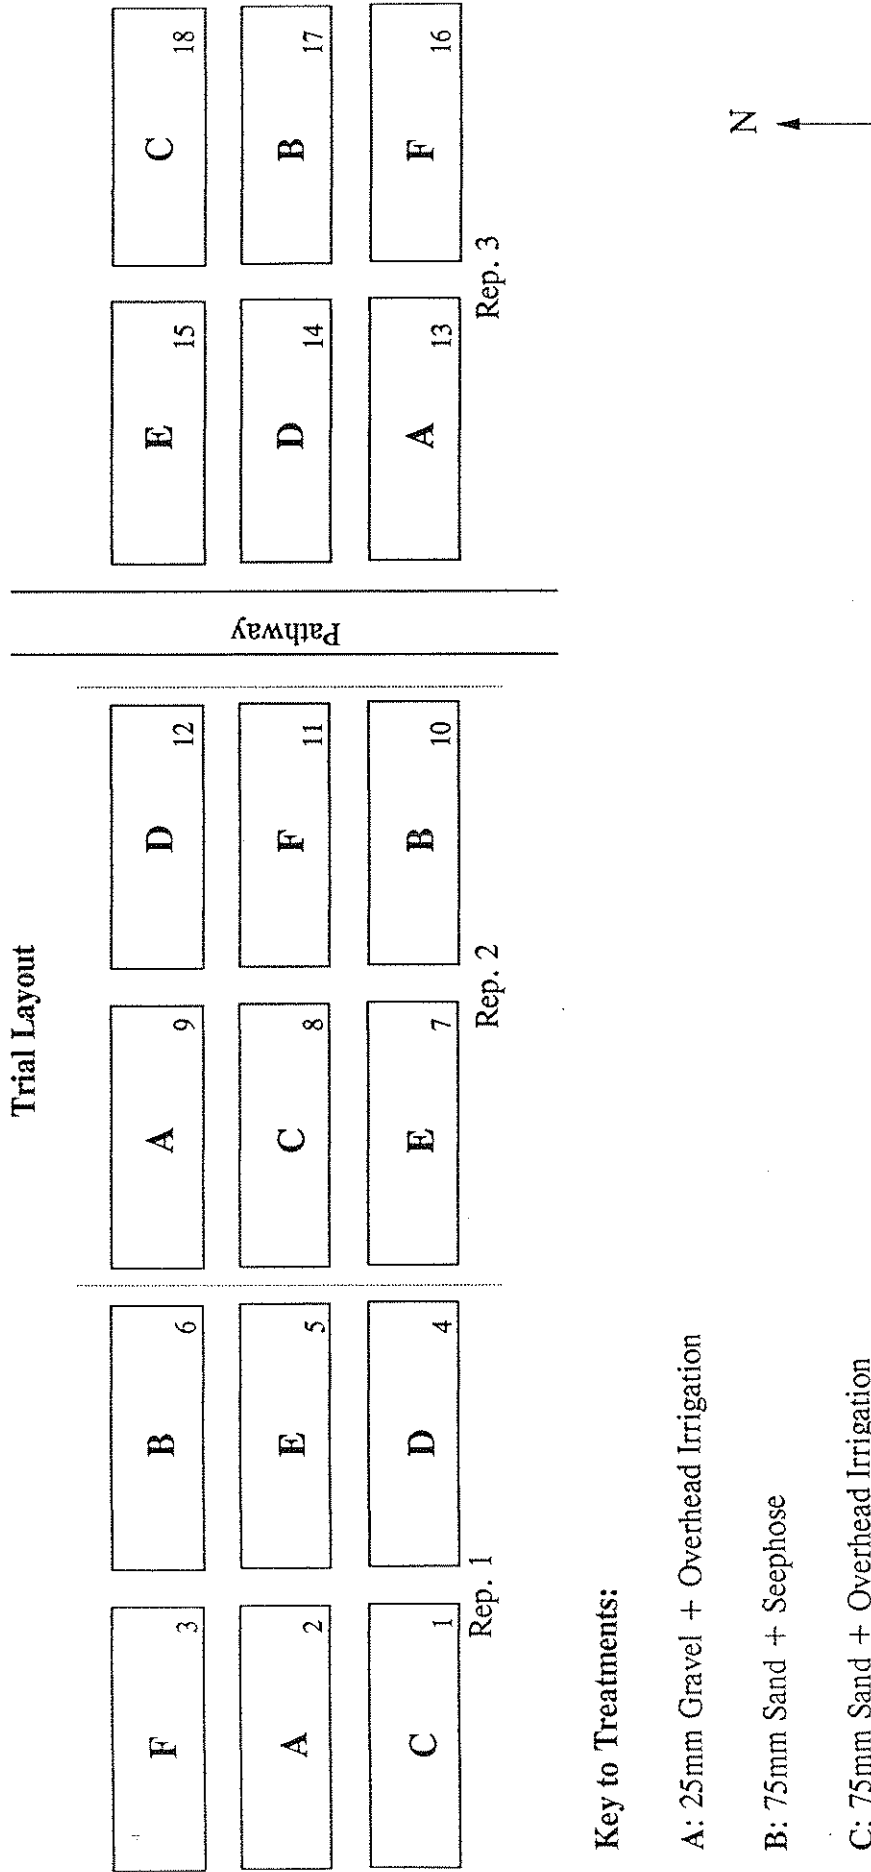 Trial Layout
F B A D E C
3 6 9 12 15 18
Pathway
A E C F D B
2 5 8 11 14 17
C D E B A F
1 4 7 10 13 16
Rep. 1 Rep. 2 Rep. 3
Key to Treatments:
A: 25mm Gravel + Overhead Irrigation
N
B: 75mm Sand + Seephose
C: 75mm Sand + Overhead Irrigation